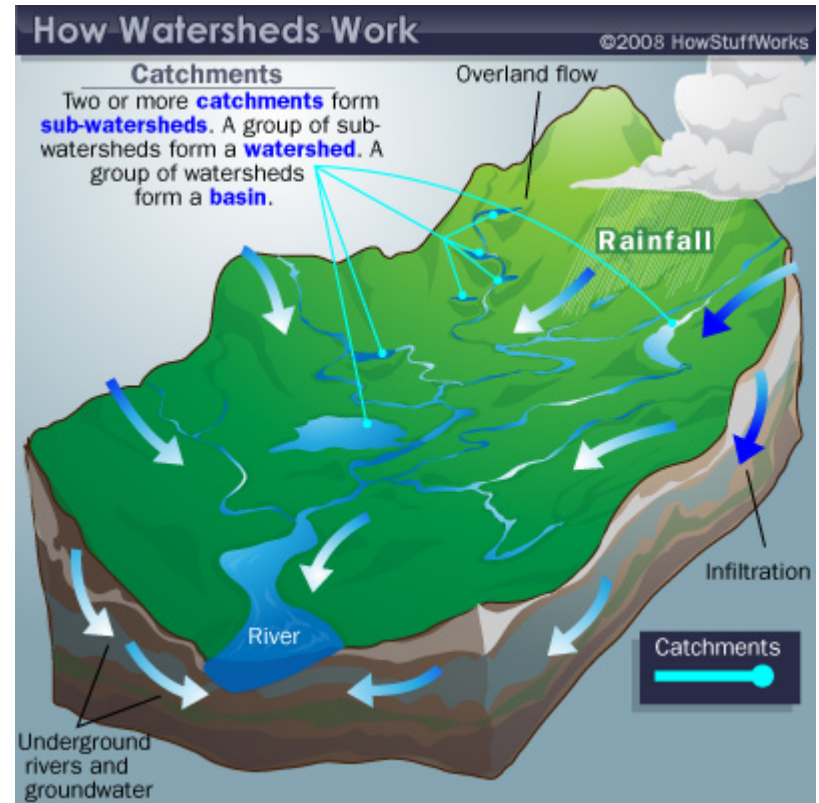 How Watersheds Work
©2008 HowStuffWorks
Catchments
Two or more catchments form
sub-watersheds. A group of sub-
watersheds form a watershed. A
group of watersheds
form a basin.
Overland flow
Rainfall
Infiltration
River
Catchments
Underground
rivers and
groundwater